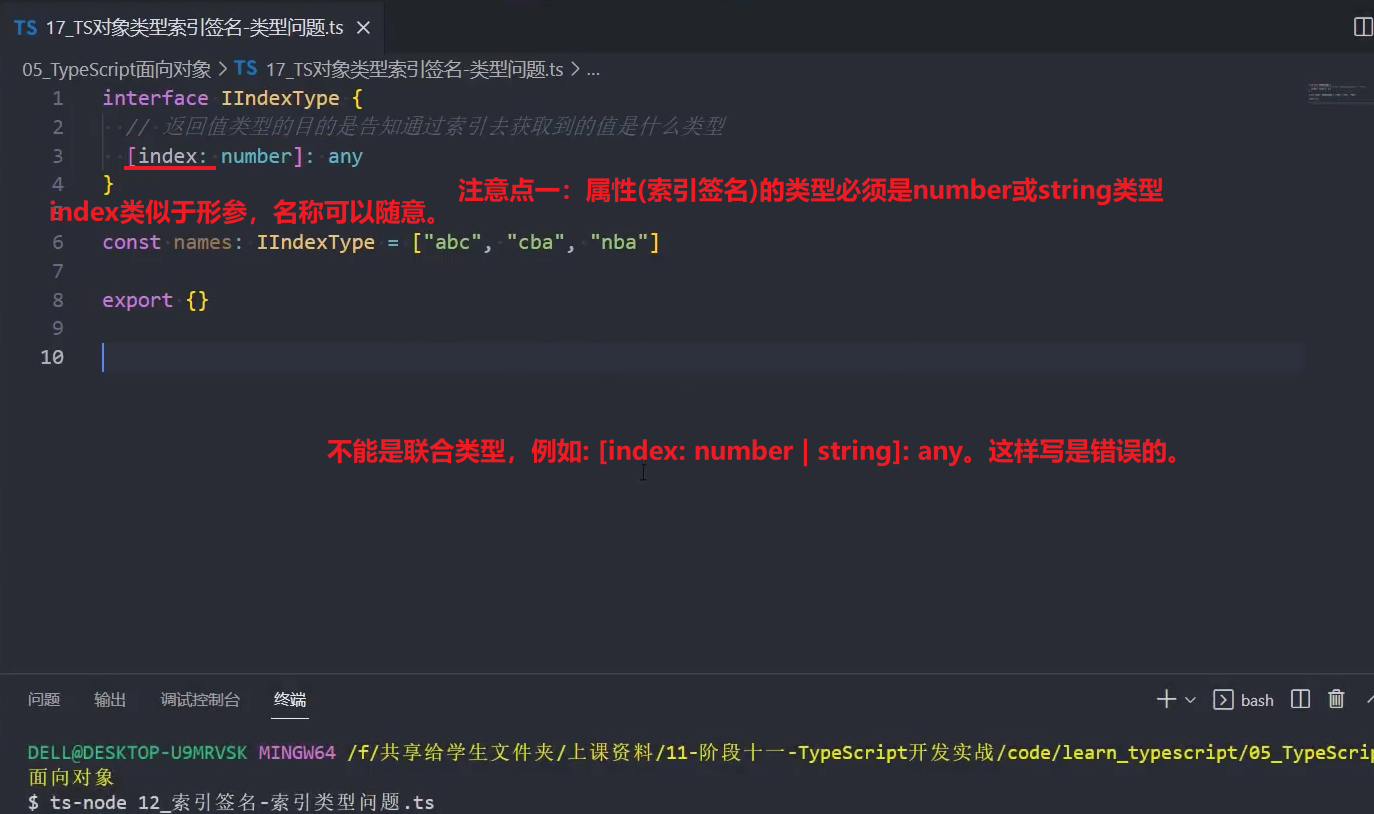 TS 17_TS对象类型索引签名-类型问题.ts ×
05_TypeScript面向对象 > TS 17_TS对象类型索引签名-类型问题.ts > ...
1 interface IIndexType {
2 // 返回值类型的目的是告知通过索引去获取到的值是什么类型
3 [index: number]: any
4 }
注意点一：属性(索引签名)的类型必须是number或string类型
index类似于形参，名称可以随意。
6 const names: IIndexType = ["abc", "cba", "nba"]
7
8 export {}
9
10
不能是联合类型，例如: [index: number | string]: any。这样写是错误的。
问题 输出 调试控制台 终端 bash
DELL@DESKTOP-U9MRVSK MINGW64 /f/共享给学生文件夹/上课资料/11-阶段十一-TypeScript开发实战/code/learn_typescript/05_TypeScrip
面向对象
$ ts-node 12_索引签名-索引类型问题.ts